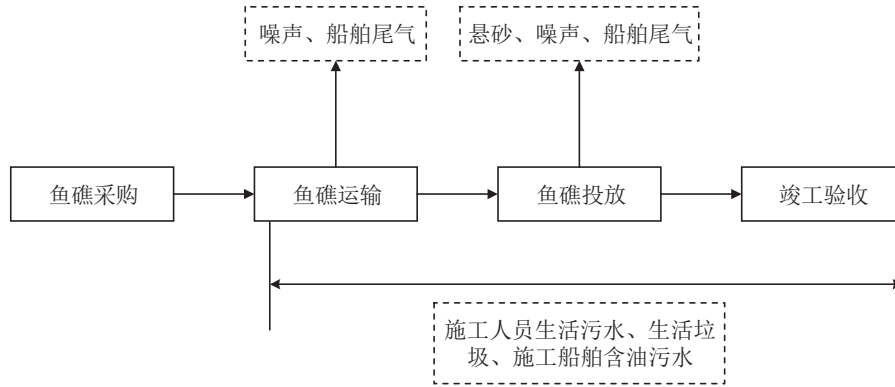 噪声、船舶尾气
悬砂、噪声、船舶尾气
鱼礁采购
鱼礁运输
鱼礁投放
竣工验收
施工人员生活污水、生活垃
圾、施工船舶含油污水